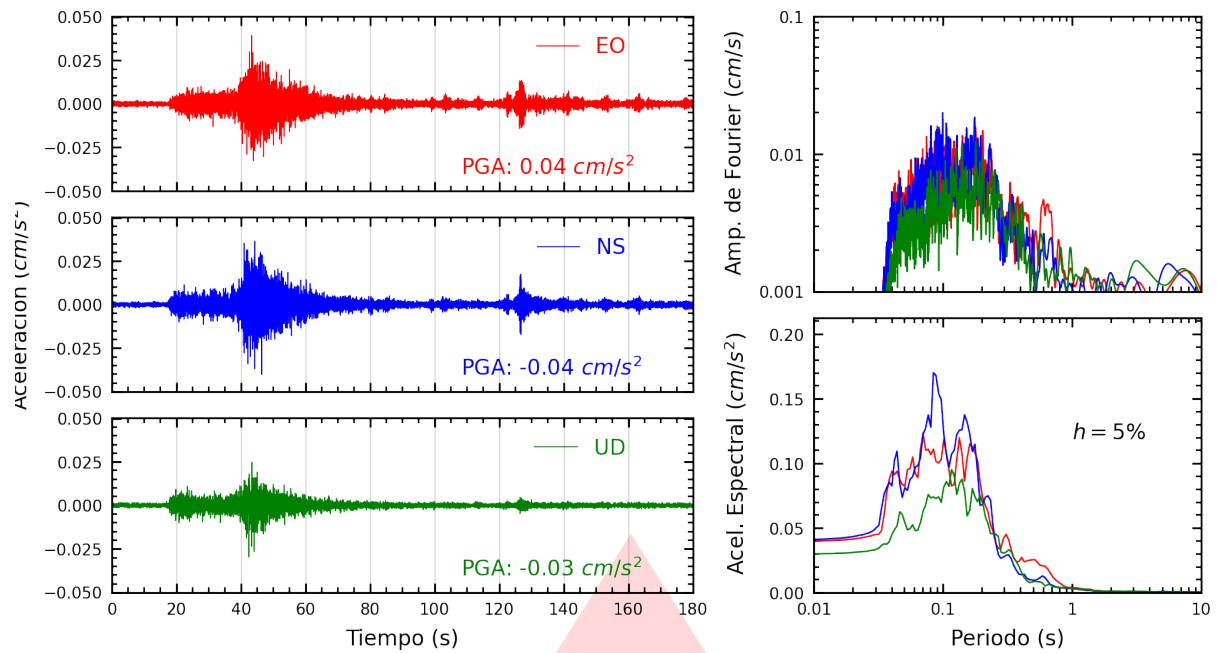 0.050
0.025
0.000
−0.025
−0.050
EO
PGA: 0.04 cm/s²
0.050
0.025
0.000
−0.025
−0.050
NS
PGA: -0.04 cm/s²
Aceleracion (cm/s²)
0.050
0.025
0.000
−0.025
−0.050
UD
PGA: -0.03 cm/s²
0 20 40 60 80 100 120 140 160 180
Tiempo (s)
0.1
0.01
0.001
Amp. de Fourier (cm/s)
0.20
0.15
0.10
0.05
0.00
Acel. Espectral (cm/s²)
h = 5%
0.01 0.1 1 10
Periodo (s)